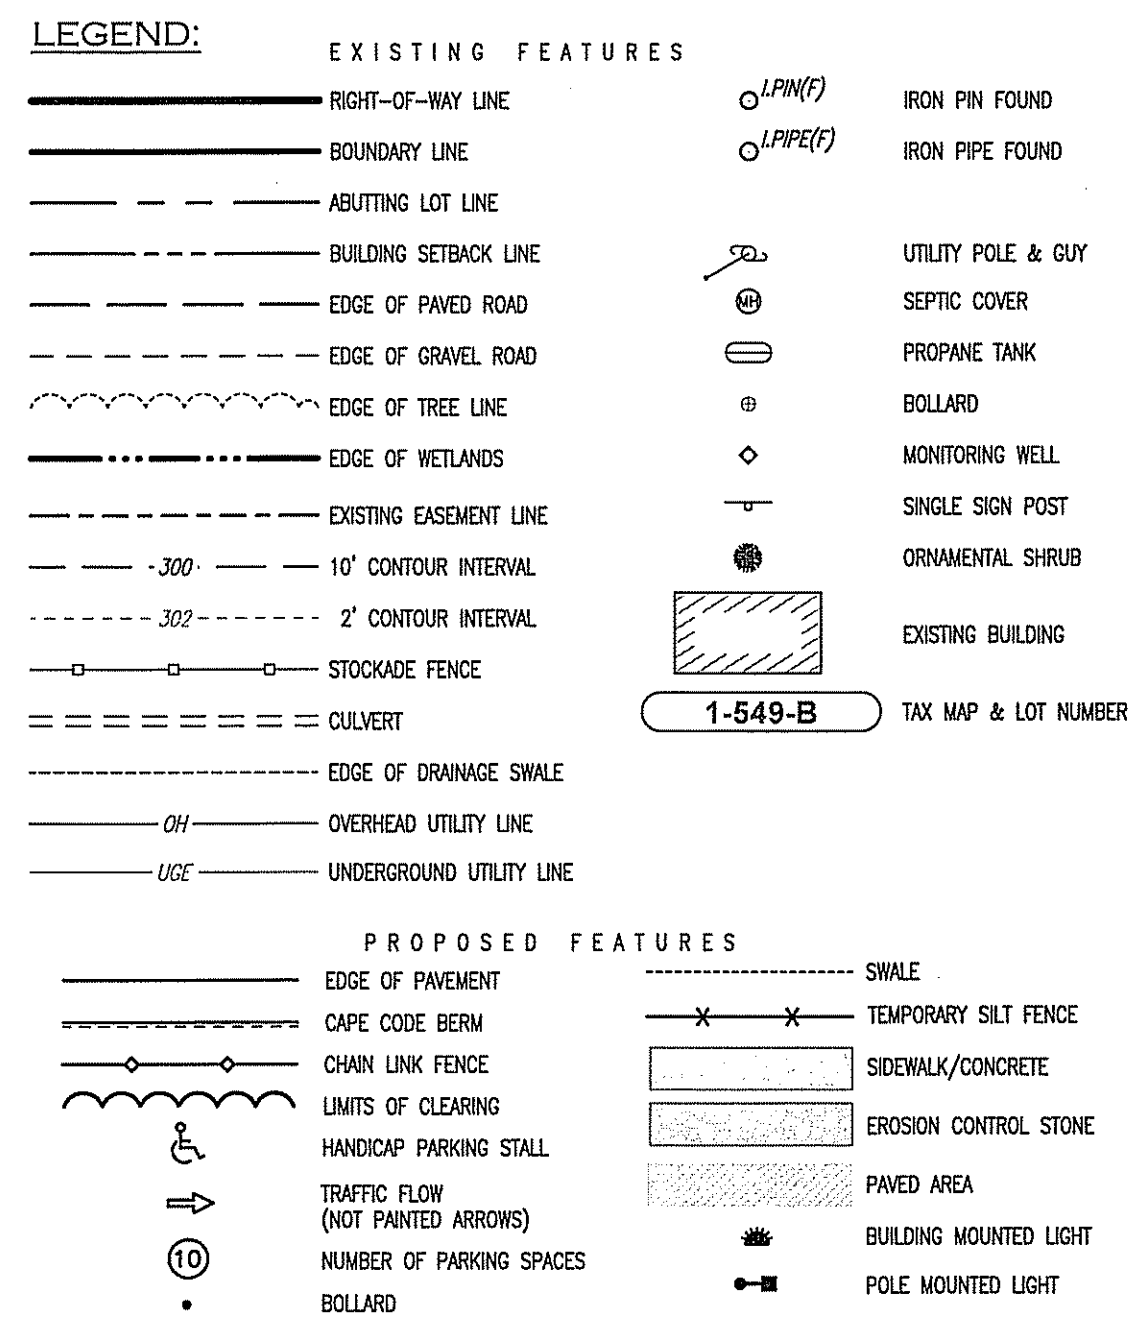 LEGEND:
EXISTING FEATURES
RIGHT-OF-WAY LINE
BOUNDARY LINE
ABUTTING LOT LINE
BUILDING SETBACK LINE
EDGE OF PAVED ROAD
EDGE OF GRAVEL ROAD
EDGE OF TREE LINE
EDGE OF WETLANDS
EXISTING EASEMENT LINE
300 10' CONTOUR INTERVAL
302 2' CONTOUR INTERVAL
STOCKADE FENCE
CULVERT
EDGE OF DRAINAGE SWALE
OH OVERHEAD UTILITY LINE
UGE UNDERGROUND UTILITY LINE
I.PIN(F) IRON PIN FOUND
I.PIPE(F) IRON PIPE FOUND
UTILITY POLE & GUY
MH SEPTIC COVER
PROPANE TANK
BOLLARD
MONITORING WELL
SINGLE SIGN POST
ORNAMENTAL SHRUB
EXISTING BUILDING
1-549-B TAX MAP & LOT NUMBER
PROPOSED FEATURES
EDGE OF PAVEMENT
CAPE CODE BERM
CHAIN LINK FENCE
LIMITS OF CLEARING
HANDICAP PARKING STALL
TRAFFIC FLOW
(NOT PAINTED ARROWS)
10 NUMBER OF PARKING SPACES
BOLLARD
SWALE
TEMPORARY SILT FENCE
SIDEWALK/CONCRETE
EROSION CONTROL STONE
PAVED AREA
BUILDING MOUNTED LIGHT
POLE MOUNTED LIGHT